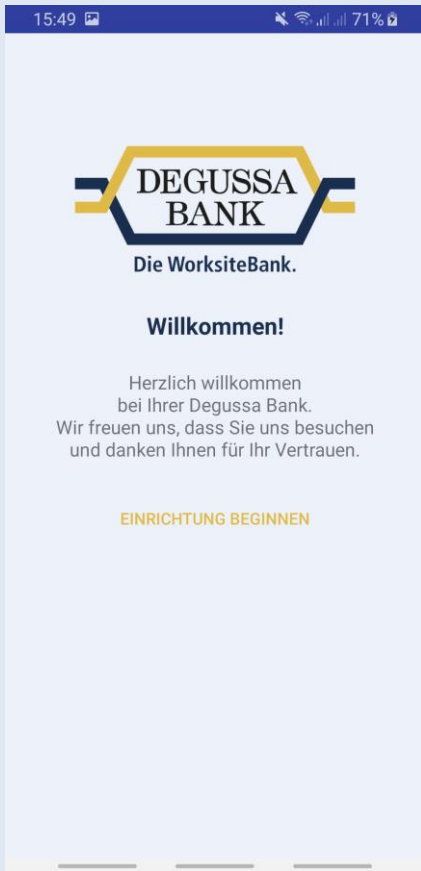 15:49 71%
DEGUSSA
BANK
Die WorksiteBank.
Willkommen!
Herzlich willkommen
bei Ihrer Degussa Bank.
Wir freuen uns, dass Sie uns besuchen
und danken Ihnen für Ihr Vertrauen.
EINRICHTUNG BEGINNEN